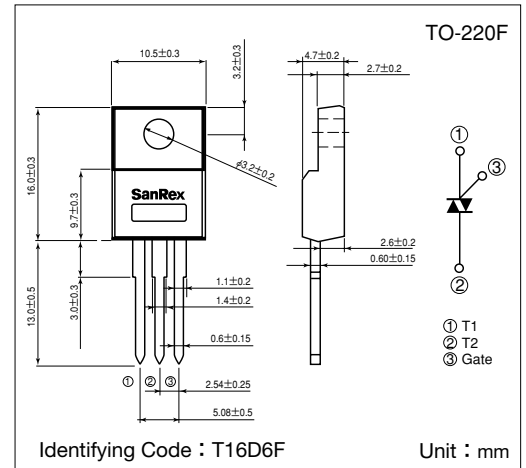 TO-220F
10.5±0.3
3.2±0.3
4.7±0.2
2.7±0.2
16.0±0.3
9.7±0.3
φ3.2±0.2
SanRex
①
③
②
2.6±0.2
0.60±0.15
13.0±0.5
3.0±0.3
1.1±0.2
1.4±0.2
0.6±0.15
① ② ③
2.54±0.25
5.08±0.5
① T1
② T2
③ Gate
Identifying Code：T16D6F
Unit：mm